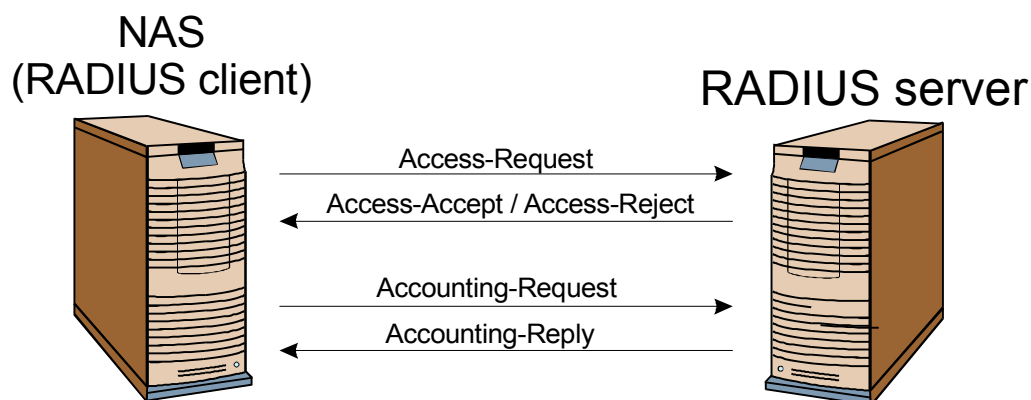 NAS
(RADIUS client)
RADIUS server
Access-Request
Access-Accept / Access-Reject
Accounting-Request
Accounting-Reply